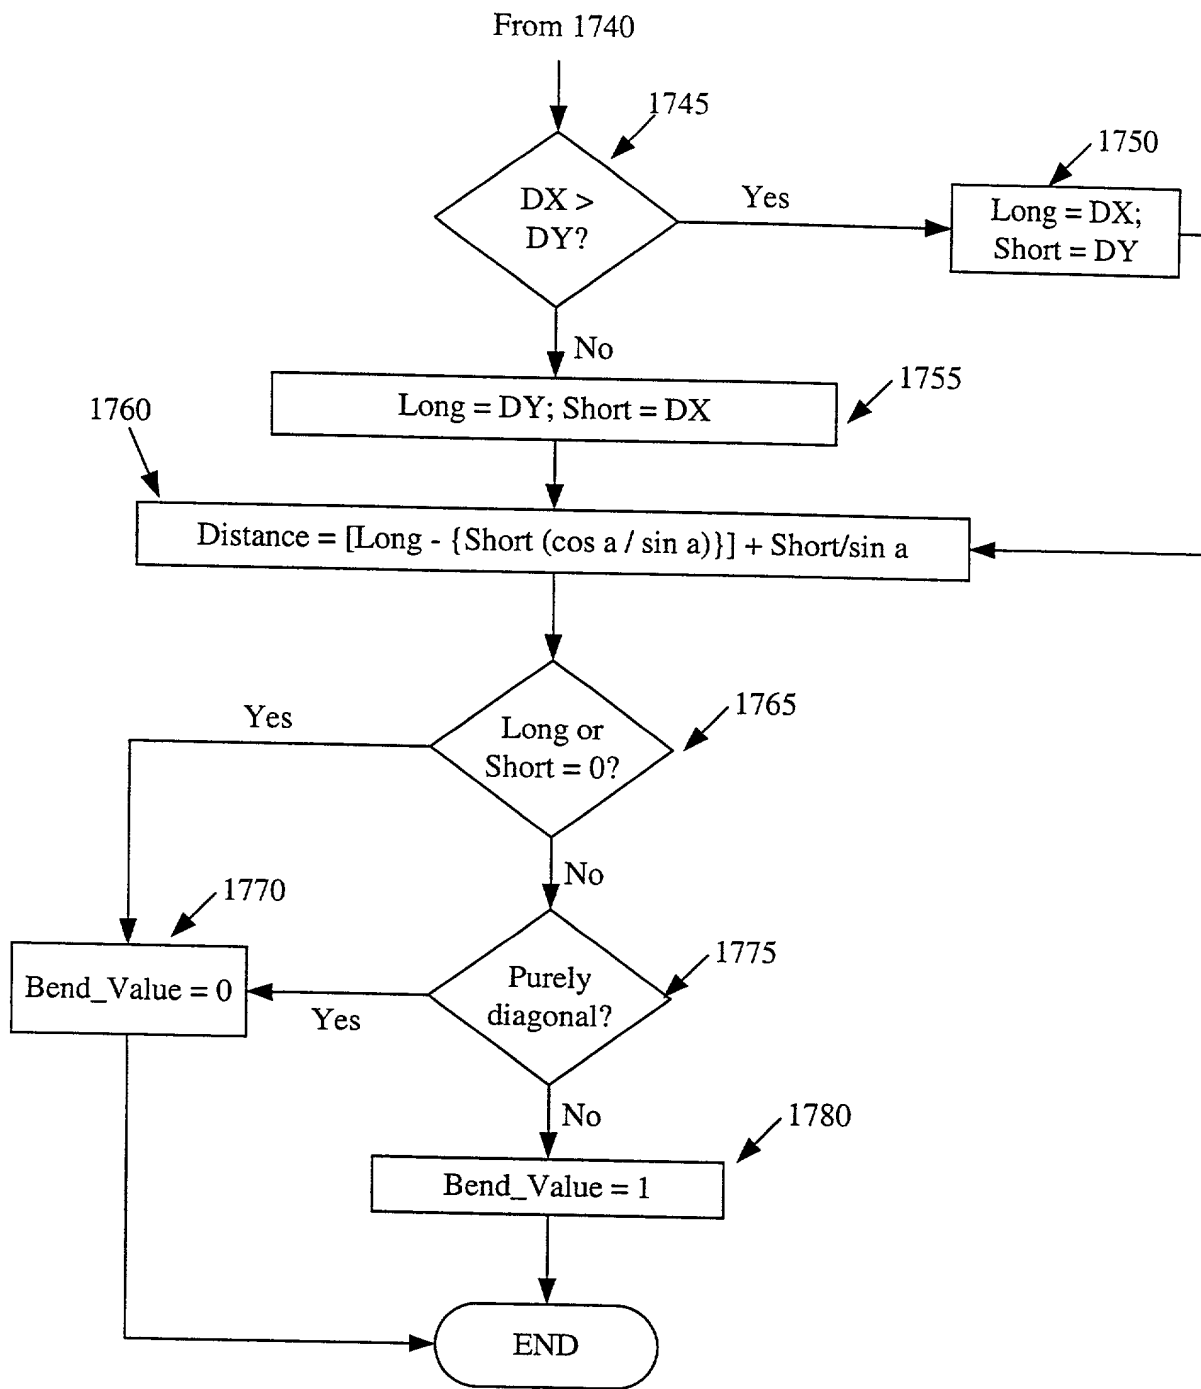 From 1740
1745
DX >
DY?
Yes
1750
Long = DX;
Short = DY
No
1755
Long = DY; Short = DX
1760
Distance = [Long - {Short (cos a / sin a)}] + Short/sin a
1765
Long or
Short = 0?
Yes
No
1770
Bend_Value = 0
1775
Purely
diagonal?
Yes
No
1780
Bend_Value = 1
END